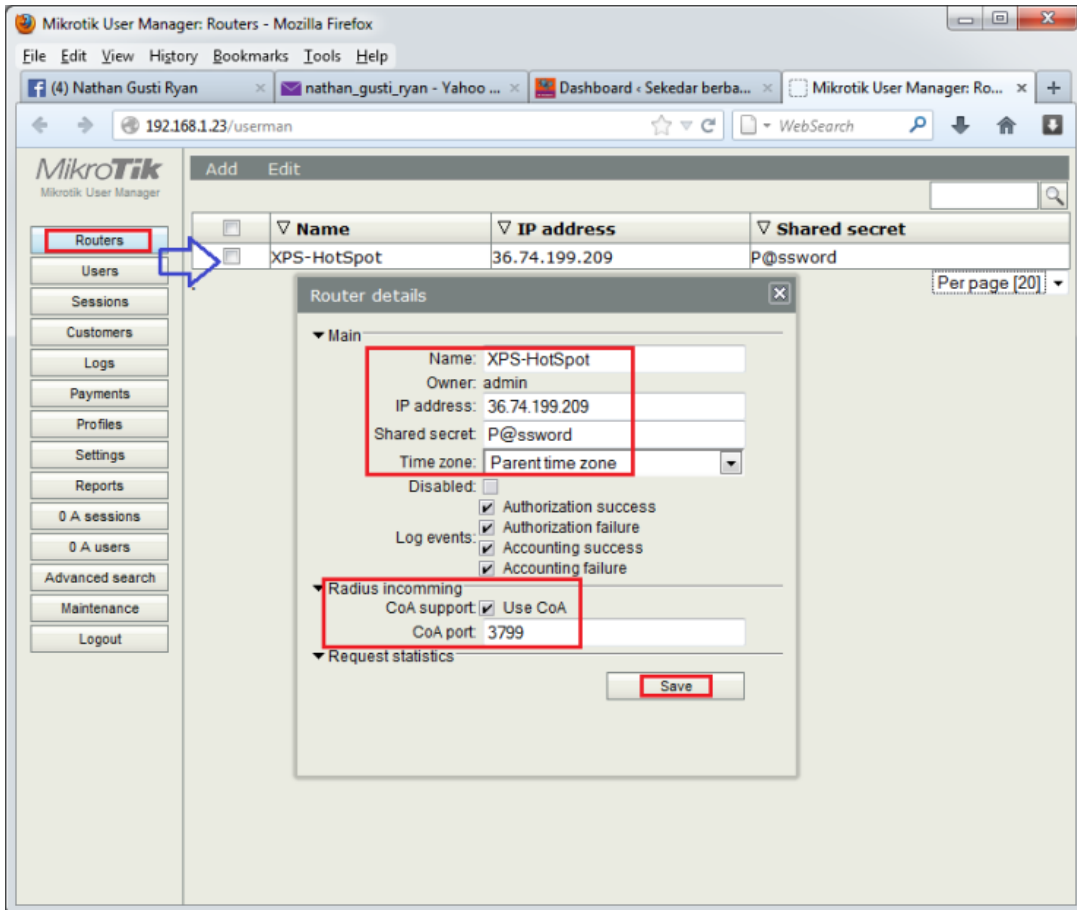 Mikrotik User Manager: Routers - Mozilla Firefox
File Edit View History Bookmarks Tools Help
(4) Nathan Gusti Ryan
nathan_gusti_ryan - Yahoo ...
Dashboard ‹ Sekedar berba...
Mikrotik User Manager: Ro...
192.168.1.23/userman
WebSearch
MikroTik
Mikrotik User Manager
Add Edit
Routers
Users
Sessions
Customers
Logs
Payments
Profiles
Settings
Reports
0 A sessions
0 A users
Advanced search
Maintenance
Logout
Name IP address Shared secret
XPS-HotSpot 36.74.199.209 P@ssword
Per page [20]
Router details
Main
Name: XPS-HotSpot
Owner: admin
IP address: 36.74.199.209
Shared secret: P@ssword
Time zone: Parent time zone
Disabled:
Log events:
Authorization success
Authorization failure
Accounting success
Accounting failure
Radius incomming
CoA support: Use CoA
CoA port: 3799
Request statistics
Save